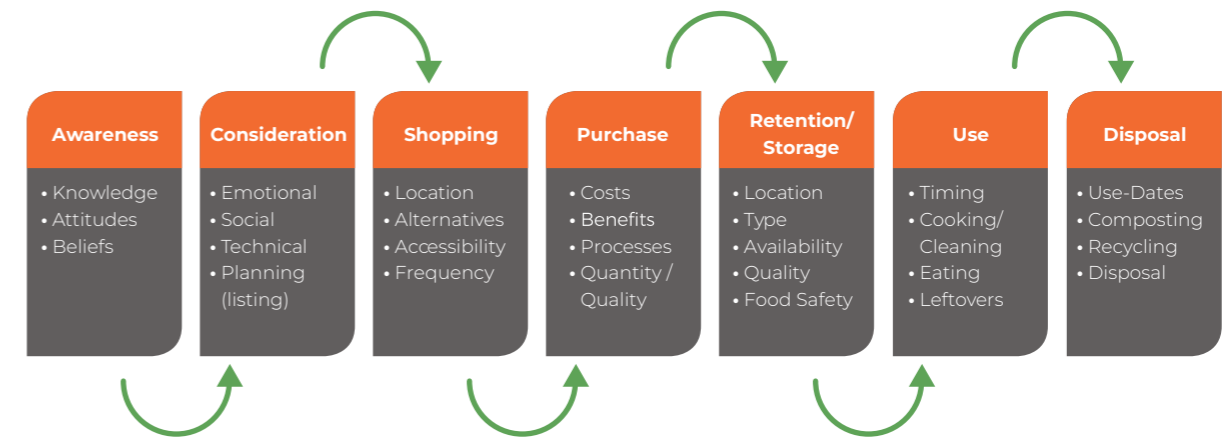 Awareness
• Knowledge
• Attitudes
• Beliefs
Consideration
• Emotional
• Social
• Technical
• Planning
(listing)
Shopping
• Location
• Alternatives
• Accessibility
• Frequency
Purchase
• Costs
• Benefits
• Processes
• Quantity /
Quality
Retention/
Storage
• Location
• Type
• Availability
• Quality
• Food Safety
Use
• Timing
• Cooking/
Cleaning
• Eating
• Leftovers
Disposal
• Use-Dates
• Composting
• Recycling
• Disposal